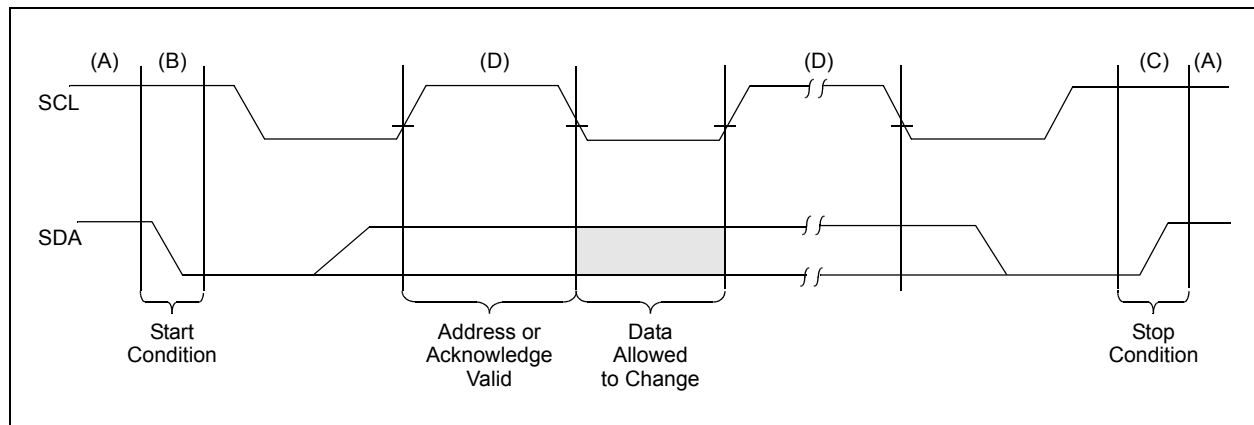 (A) (B) (D) (D) (C) (A)
SCL
SDA
Start
Condition
Address or
Acknowledge
Valid
Data
Allowed
to Change
Stop
Condition